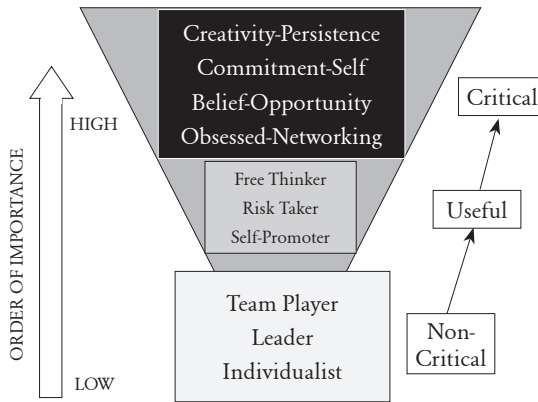 Creativity-Persistence
Commitment-Self
Belief-Opportunity
Obsessed-Networking
Free Thinker
Risk Taker
Self-Promoter
Team Player
Leader
Individualist
ORDER OF IMPORTANCE
HIGH
LOW
Critical
Useful
Non-
Critical